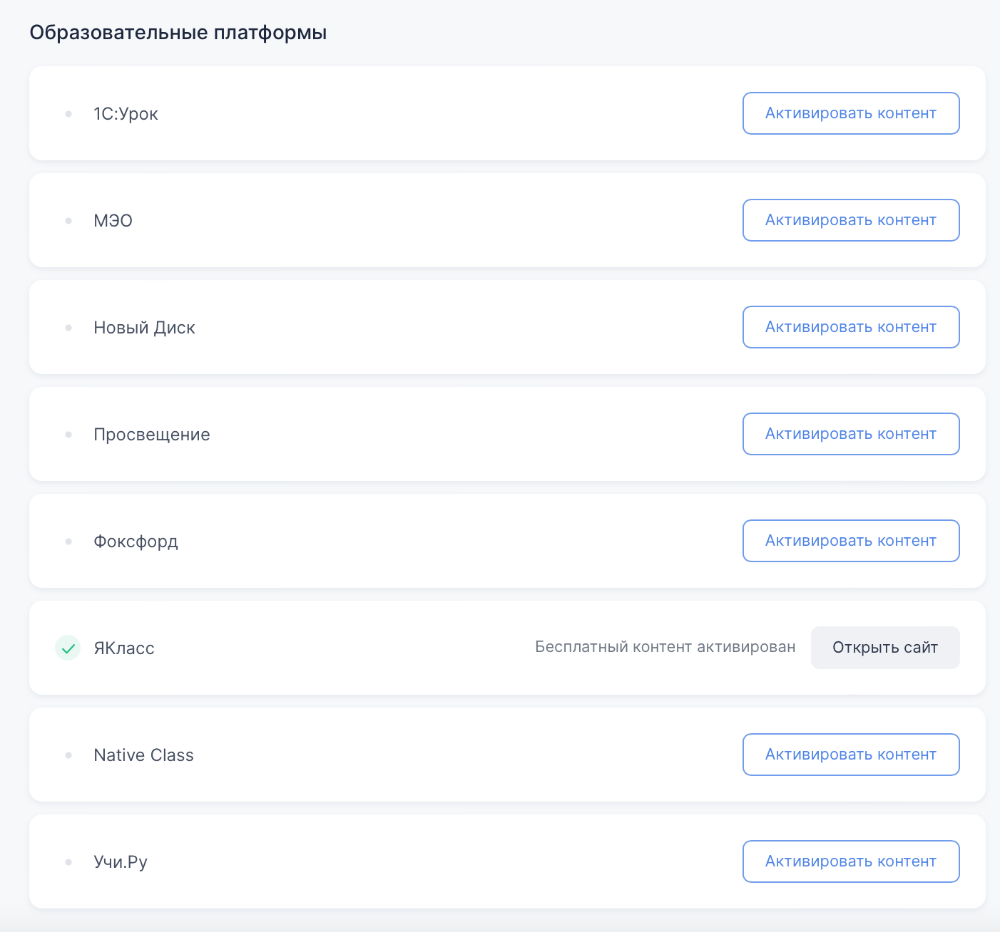 Образовательные платформы
1С:Урок
Активировать контент
МЭО
Активировать контент
Новый Диск
Активировать контент
Просвещение
Активировать контент
Фоксфорд
Активировать контент
ЯКласс
Бесплатный контент активирован
Открыть сайт
Native Class
Активировать контент
Учи.Ру
Активировать контент